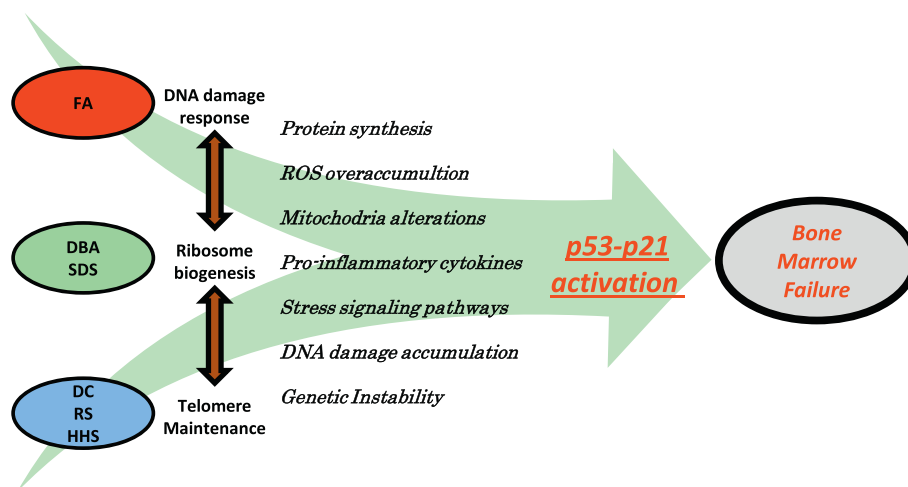 FA
DNA damage
response
DBA
SDS
Ribosome
biogenesis
DC
RS
HHS
Telomere
Maintenance
Protein synthesis
ROS overaccumultion
Mitochodria alterations
Pro-inflammatory cytokines
Stress signaling pathways
DNA damage accumulation
Genetic Instability
p53-p21
activation
Bone
Marrow
Failure